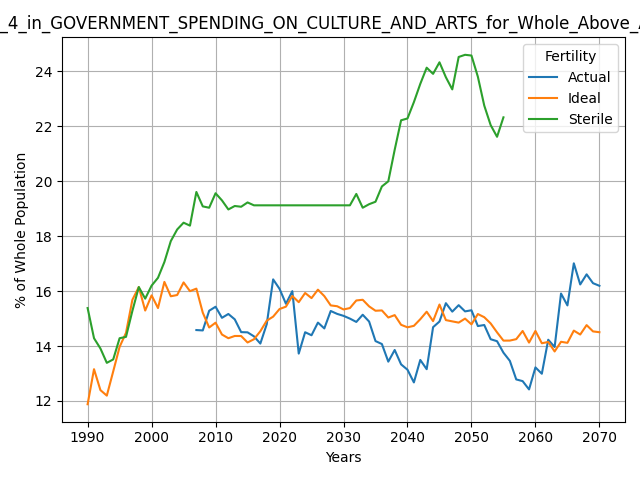 _4_in_GOVERNMENT_SPENDING_ON_CULTURE_AND_ARTS_for_Whole_Above_
Fertility
Actual
Ideal
Sterile
% of Whole Population
24
22
20
18
16
14
12
1990 2000 2010 2020 2030 2040 2050 2060 2070
Years